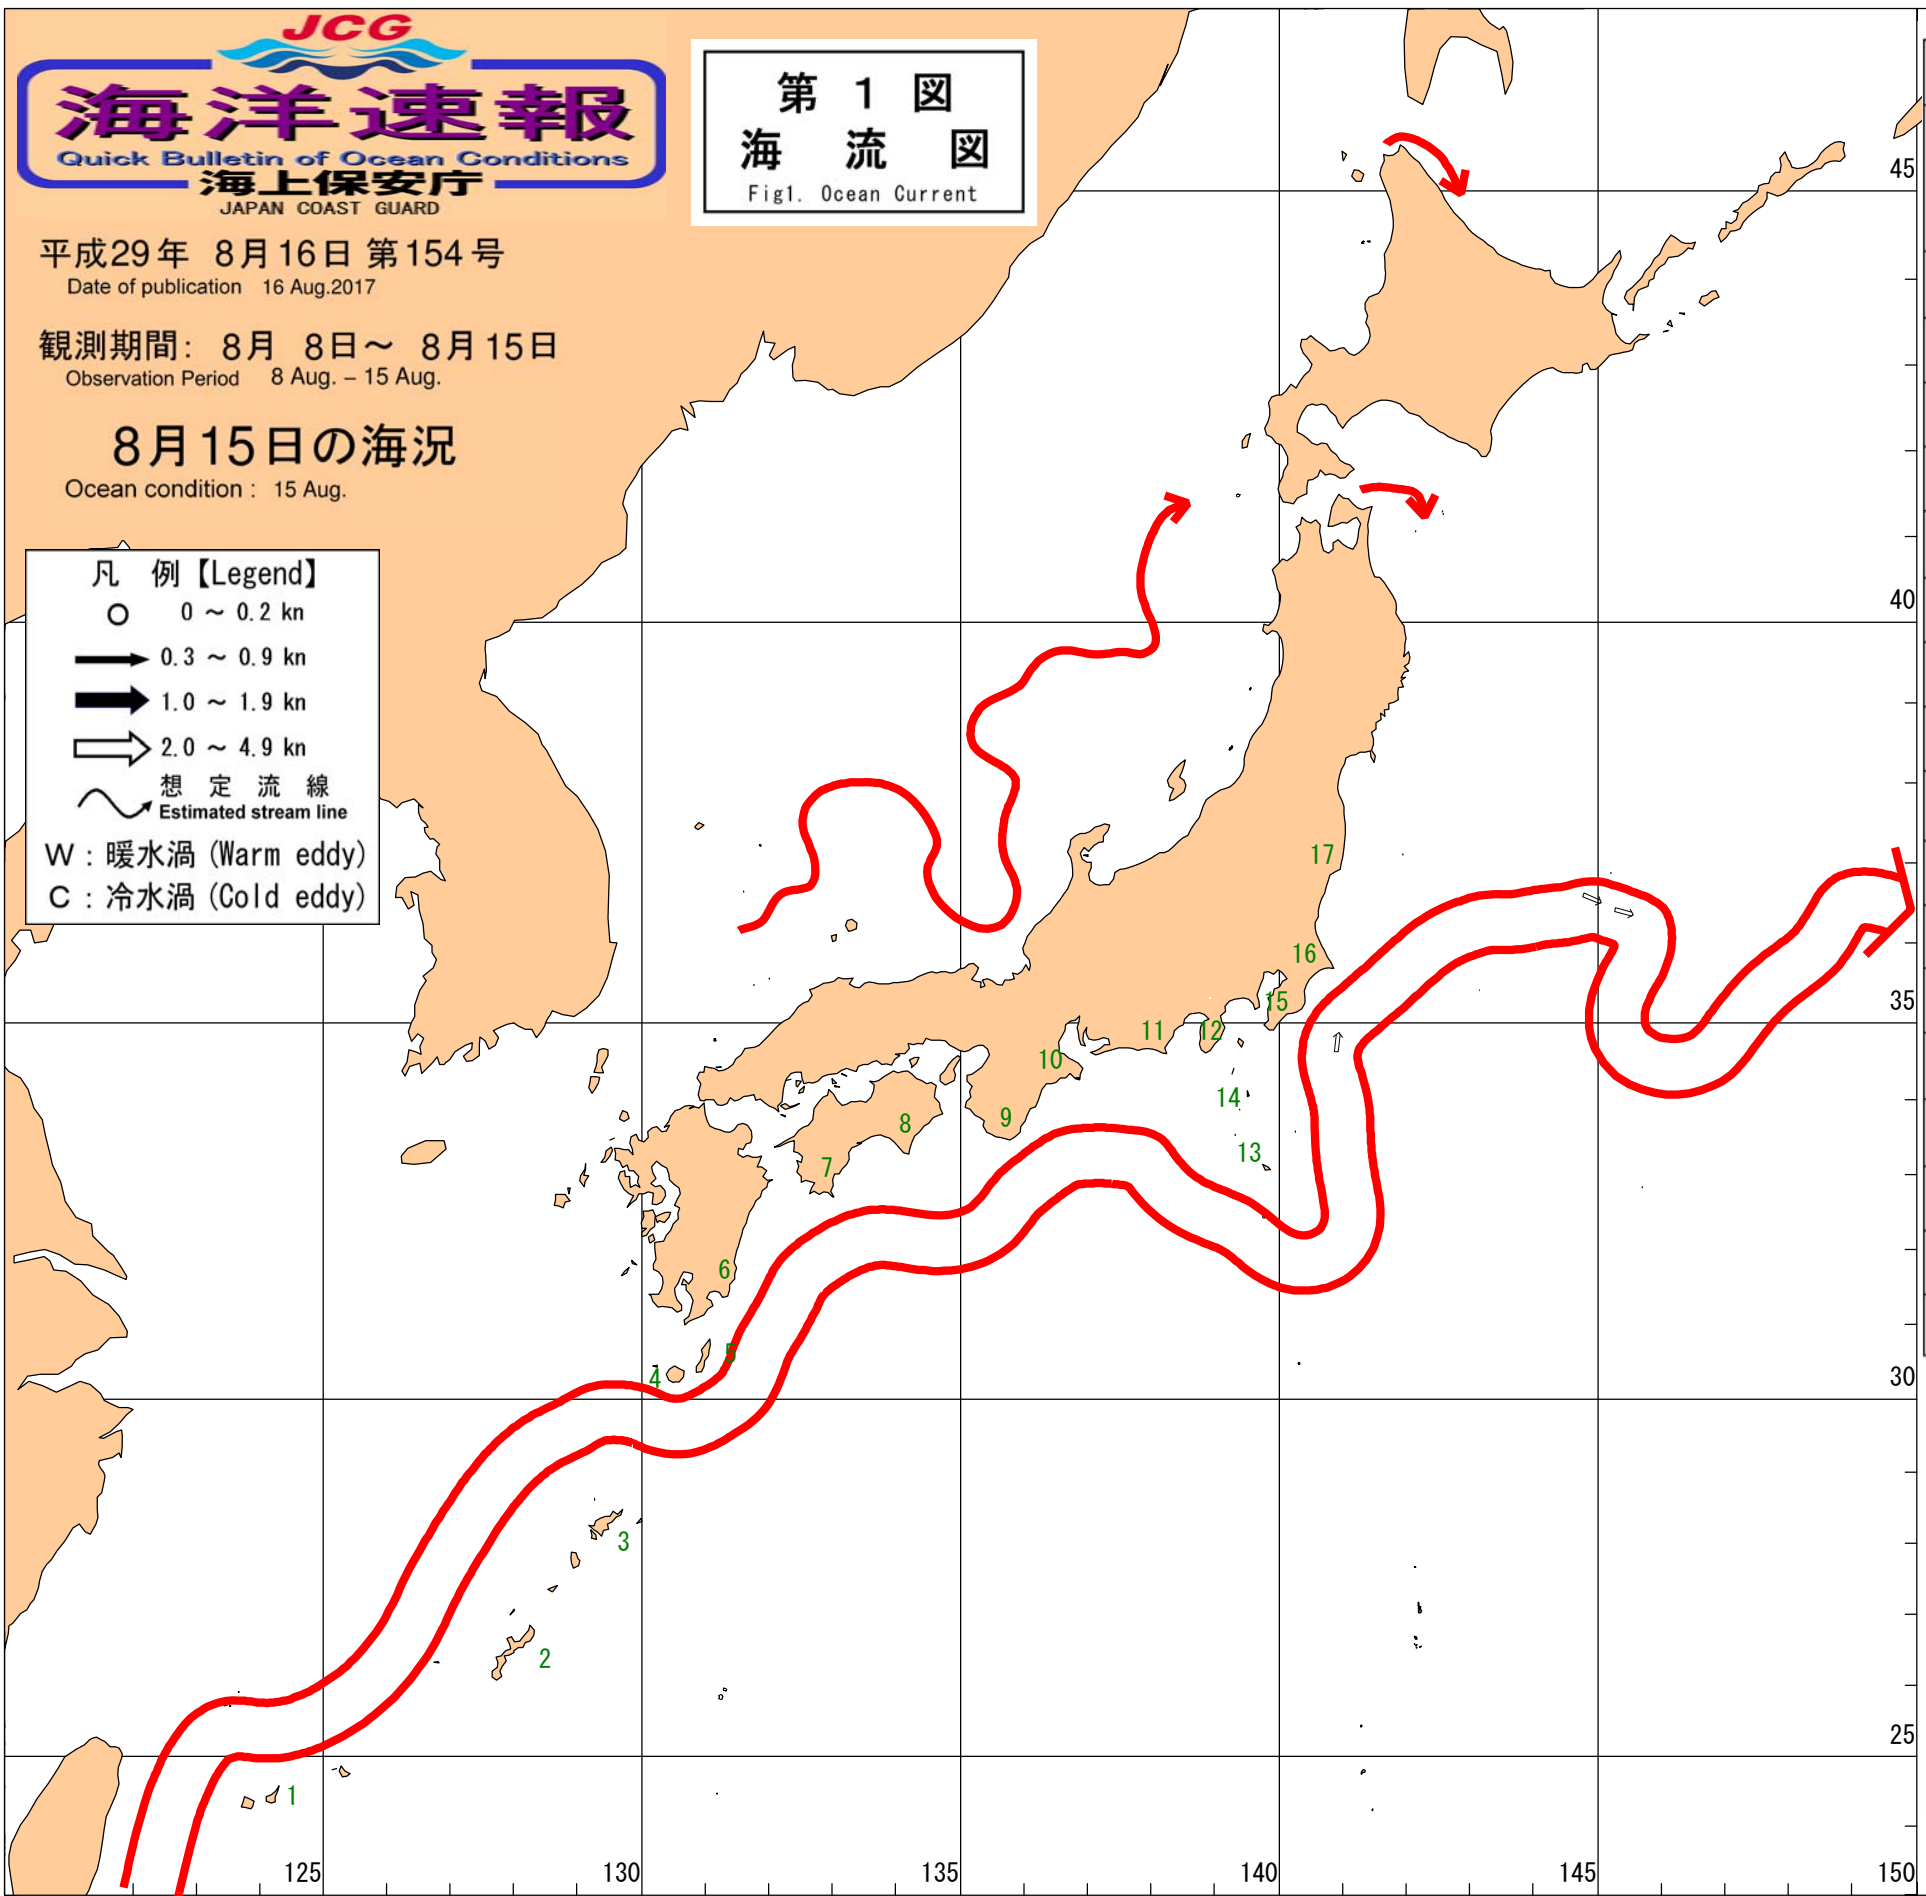 JCG
海洋速報
Quick Bulletin of Ocean Conditions
海上保安庁
JAPAN COAST GUARD
第 1 図
海 流 図
Fig1. Ocean Current
平成29年 8月16日 第154号
Date of publication 16 Aug.2017
観測期間: 8月 8日～ 8月15日
Observation Period 8 Aug. – 15 Aug.
8月15日の海況
Ocean condition : 15 Aug.
凡 例【Legend】
0 ～ 0.2 kn
0.3 ～ 0.9 kn
1.0 ～ 1.9 kn
2.0 ～ 4.9 kn
想 定 流 線
Estimated stream line
W : 暖水渦 (Warm eddy)
C : 冷水渦 (Cold eddy)
45
40
17
16
35
15
12
11
10
14
9
8
13
7
6
5
4
30
3
2
25
1
125
130
135
140
145
150